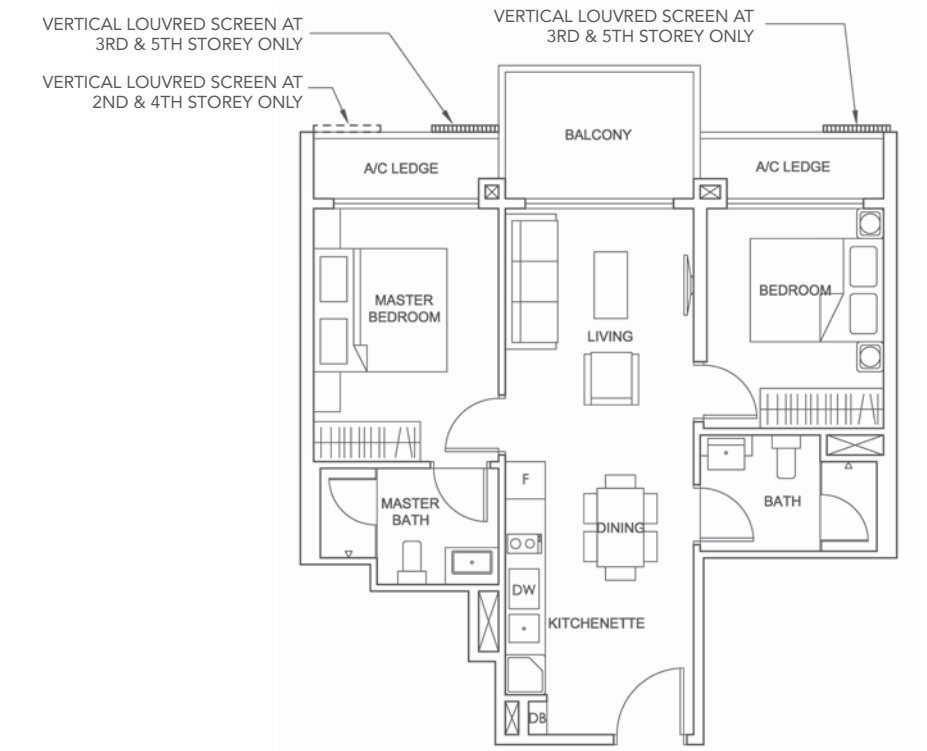 VERTICAL LOUVRED SCREEN AT
3RD & 5TH STOREY ONLY
VERTICAL LOUVRED SCREEN AT
3RD & 5TH STOREY ONLY
VERTICAL LOUVRED SCREEN AT
2ND & 4TH STOREY ONLY
BALCONY
A/C LEDGE
A/C LEDGE
MASTER
BEDROOM
BEDROOM
LIVING
F
MASTER
BATH
DINING
BATH
DW
KITCHENETTE
DB